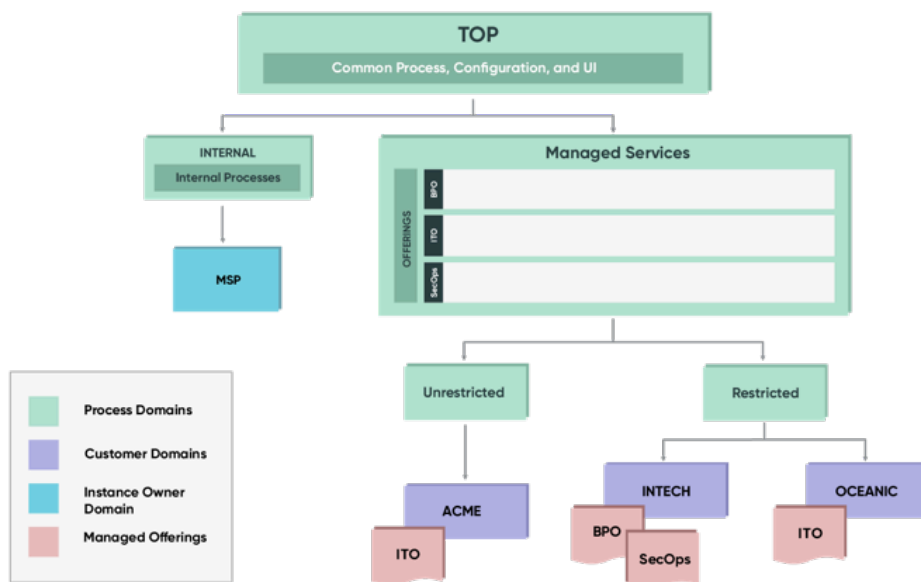 TOP
Common Process, Configuration, and UI
INTERNAL
Internal Processes
MSP
Managed Services
OFFERINGS
BPO
ITO
SecOps
Unrestricted
Restricted
ACME
ITO
INTECH
BPO
SecOps
OCEANIC
ITO
Process Domains
Customer Domains
Instance Owner
Domain
Managed Offerings